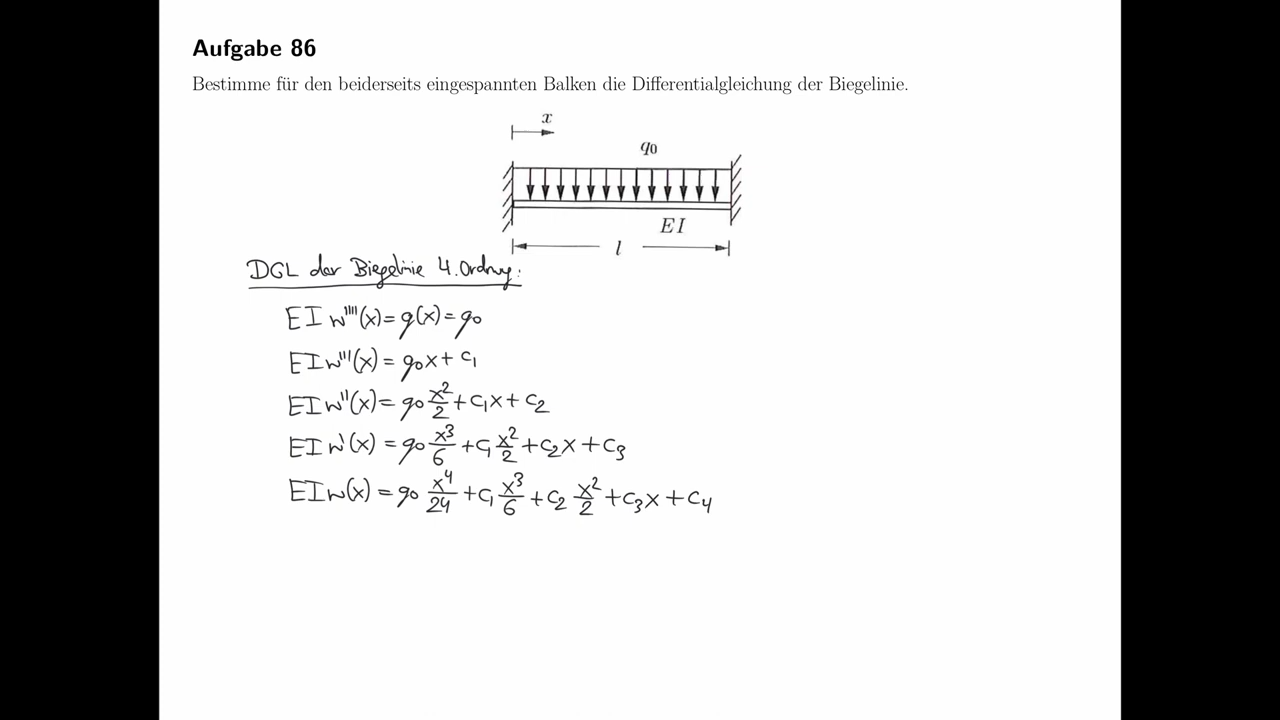 Aufgabe 86
Bestimme für den beiderseits eingespannten Balken die Differentialgleichung der Biegelinie.
x
q₀
EI
l
DGL der Biegelinie 4. Ordnung:
EI w''''(x) = q(x) = q₀
EI w'''(x) = q₀x + c₁
EI w''(x) = q₀ x²/2 + c₁x + c₂
EI w'(x) = q₀ x³/6 + c₁ x²/2 + c₂x + c₃
EI w(x) = q₀ x⁴/24 + c₁ x³/6 + c₂ x²/2 + c₃x + c₄